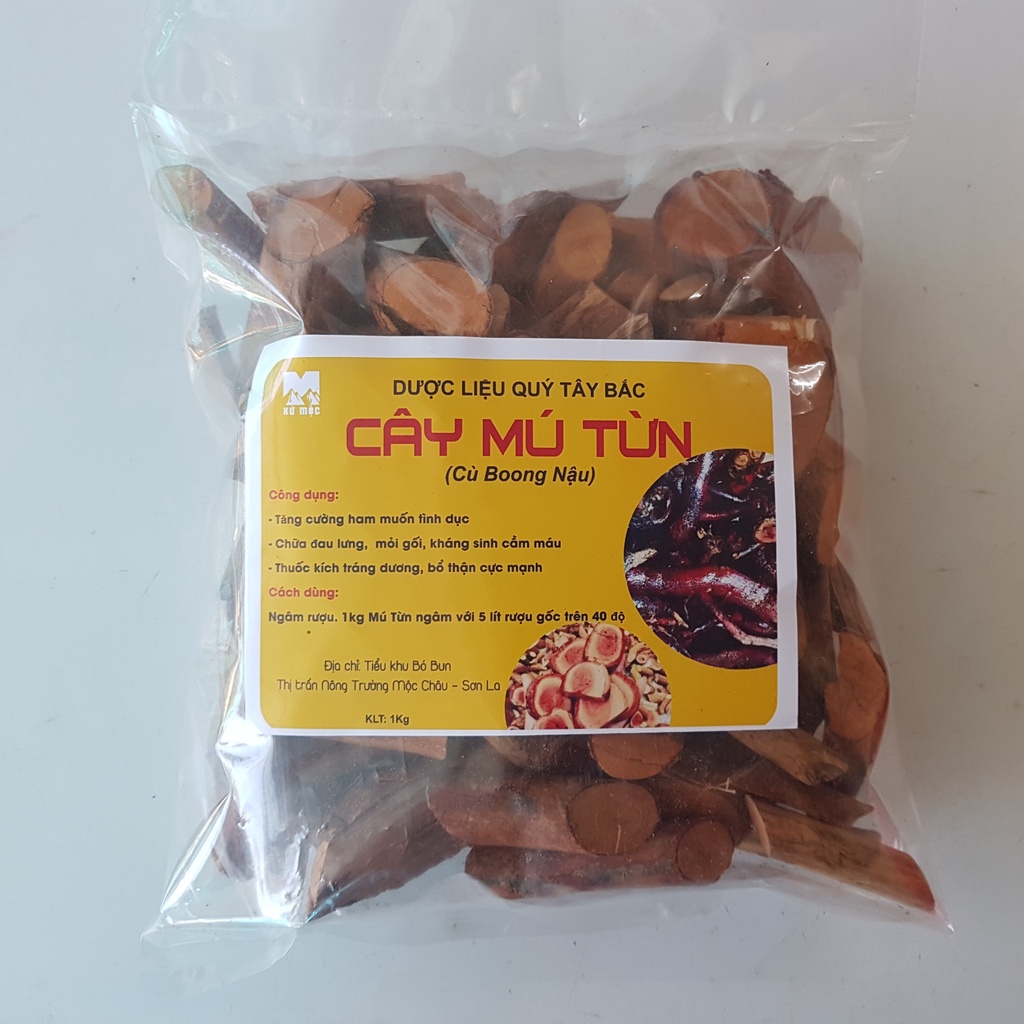 XỨ MỘC
DƯỢC LIỆU QUÝ TÂY BẮC
CÂY MÚ TỪN
(Cù Boong Nậu)
Công dụng:
- Tăng cường ham muốn tình dục
- Chữa đau lưng, mỏi gối, kháng sinh cầm máu
- Thuốc kích tráng dương, bổ thận cực mạnh
Cách dùng:
Ngâm rượu. 1kg Mú Từn ngâm với 5 lít rượu gốc trên 40 độ
Địa chỉ: Tiểu khu Bó Bun
Thị trấn Nông Trường Mộc Châu - Sơn La
KLT: 1Kg